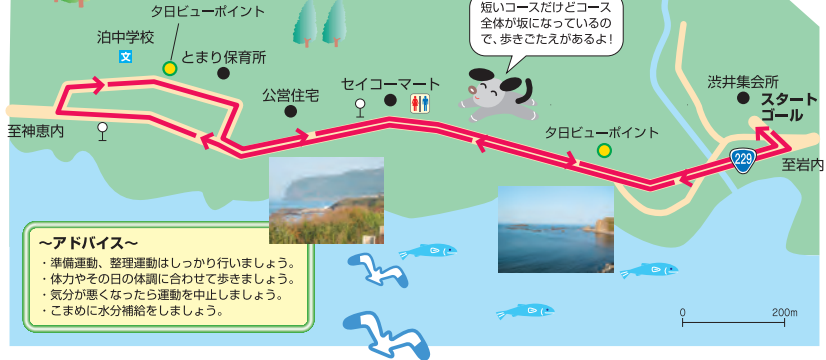 短いコースだけどコース
全体が坂になっているの
で、歩きごたえがあるよ！
夕日ビューポイント
泊中学校
文
とまり保育所
公営住宅
セイコーマート
渋井集会所
スタート
ゴール
至神恵内
夕日ビューポイント
229
至岩内
～アドバイス～
・準備運動、整理運動はしっかり行いましょう。
・体力やその日の体調に合わせて歩きましょう。
・気分が悪くなったら運動を中止しましょう。
・こまめに水分補給をしましょう。
0
200m